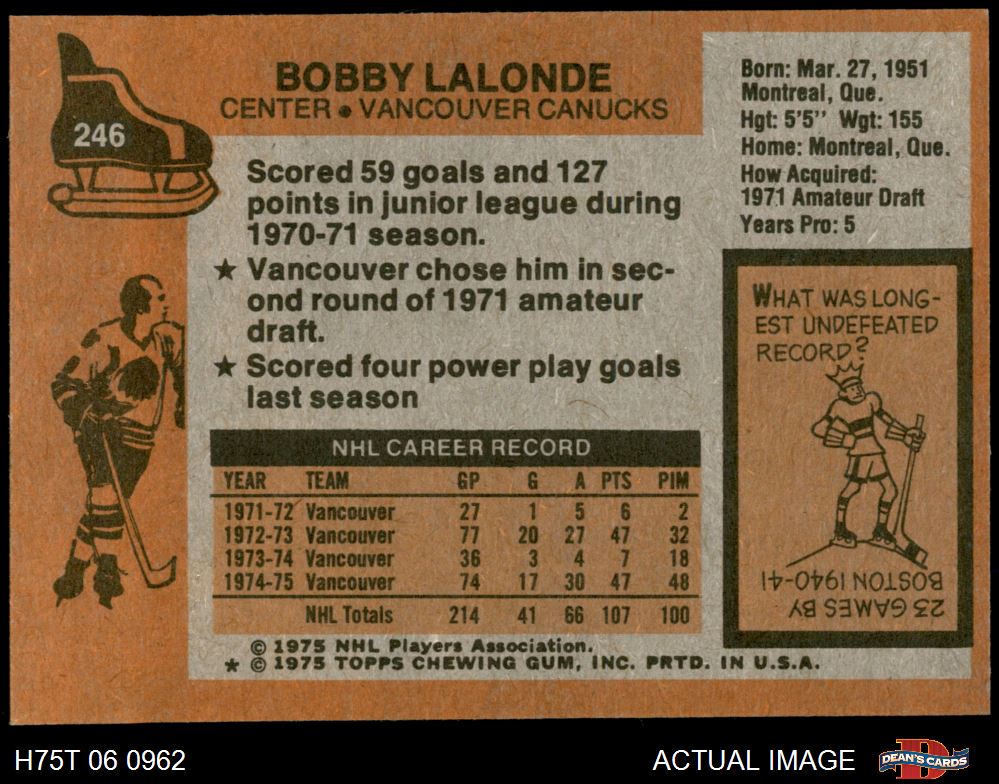 246
BOBBY LALONDE
CENTER • VANCOUVER CANUCKS
Scored 59 goals and 127
points in junior league during
1970-71 season.
★ Vancouver chose him in sec-
ond round of 1971 amateur
draft.
★ Scored four power play goals
last season
Born: Mar. 27, 1951
Montreal, Que.
Hgt: 5'5'' Wgt: 155
Home: Montreal, Que.
How Acquired:
1971 Amateur Draft
Years Pro: 5
WHAT WAS LONG-
EST UNDEFEATED
RECORD?
23 GAMES BY
BOSTON 1940-41
NHL CAREER RECORD
YEAR TEAM GP G A PTS PIM
1971-72 Vancouver 27 1 5 6 2
1972-73 Vancouver 77 20 27 47 32
1973-74 Vancouver 36 3 4 7 18
1974-75 Vancouver 74 17 30 47 48
NHL Totals 214 41 66 107 100
© 1975 NHL Players Association.
★ © 1975 TOPPS CHEWING GUM, INC. PRTD. IN U.S.A.
H75T 06 0962
ACTUAL IMAGE
D
DEAN'S CARDS